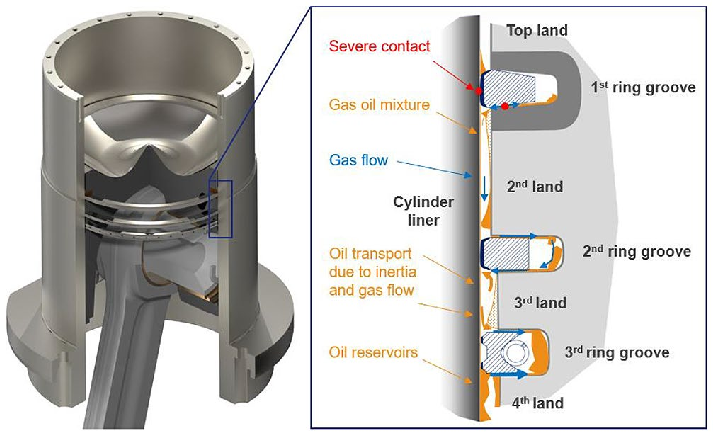 Top land
Severe contact
1st ring groove
Gas oil mixture
Gas flow
2nd land
Cylinder
liner
2nd ring groove
Oil transport
due to inertia
and gas flow
3rd land
Oil reservoirs
3rd ring groove
4th land